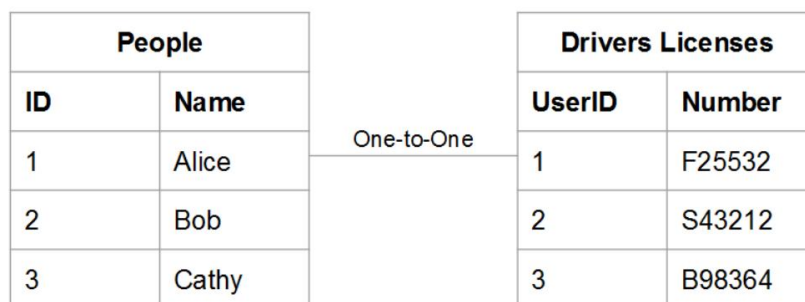 People
ID Name
1 Alice
2 Bob
3 Cathy
One-to-One
Drivers Licenses
UserID Number
1 F25532
2 S43212
3 B98364